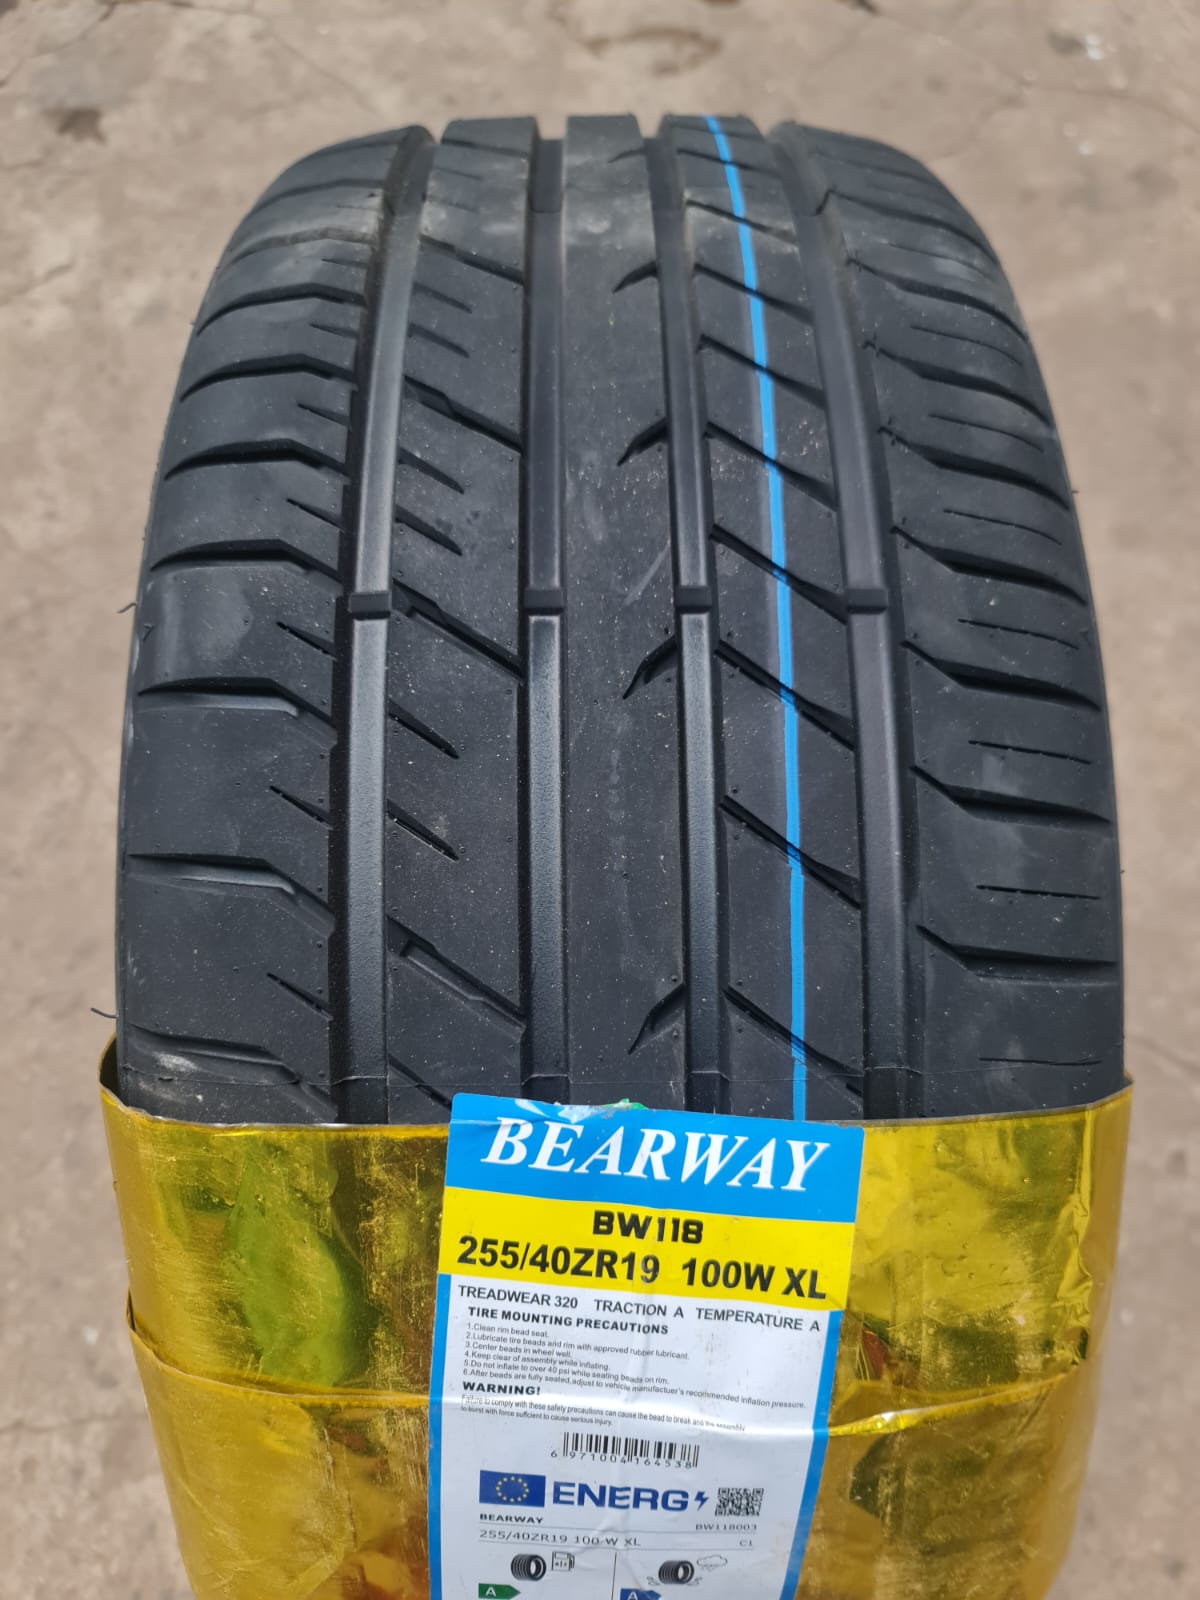 BEARWAY
BW118
255/40ZR19 100W XL
TREADWEAR 320 TRACTION A TEMPERATURE A
TIRE MOUNTING PRECAUTIONS
1.Clean rim bead seat.
2.Lubricate tire beads and rim with approved rubber lubricant.
3.Center beads in wheel well.
4.Keep clear of assembly while inflating.
5.Do not inflate to over 40 psi while seating beads on rim.
6.After beads are fully seated,adjust to vehicle manufactuer's recommended inflation pressure.
WARNING!
Failure to comply with these safety precautions can cause the bead to break and the assembly
to burst with force sufficient to cause serious injury.
6 971004 164538
ENERG
BEARWAY BW118003
255/40ZR19 100 W XL C1
A A